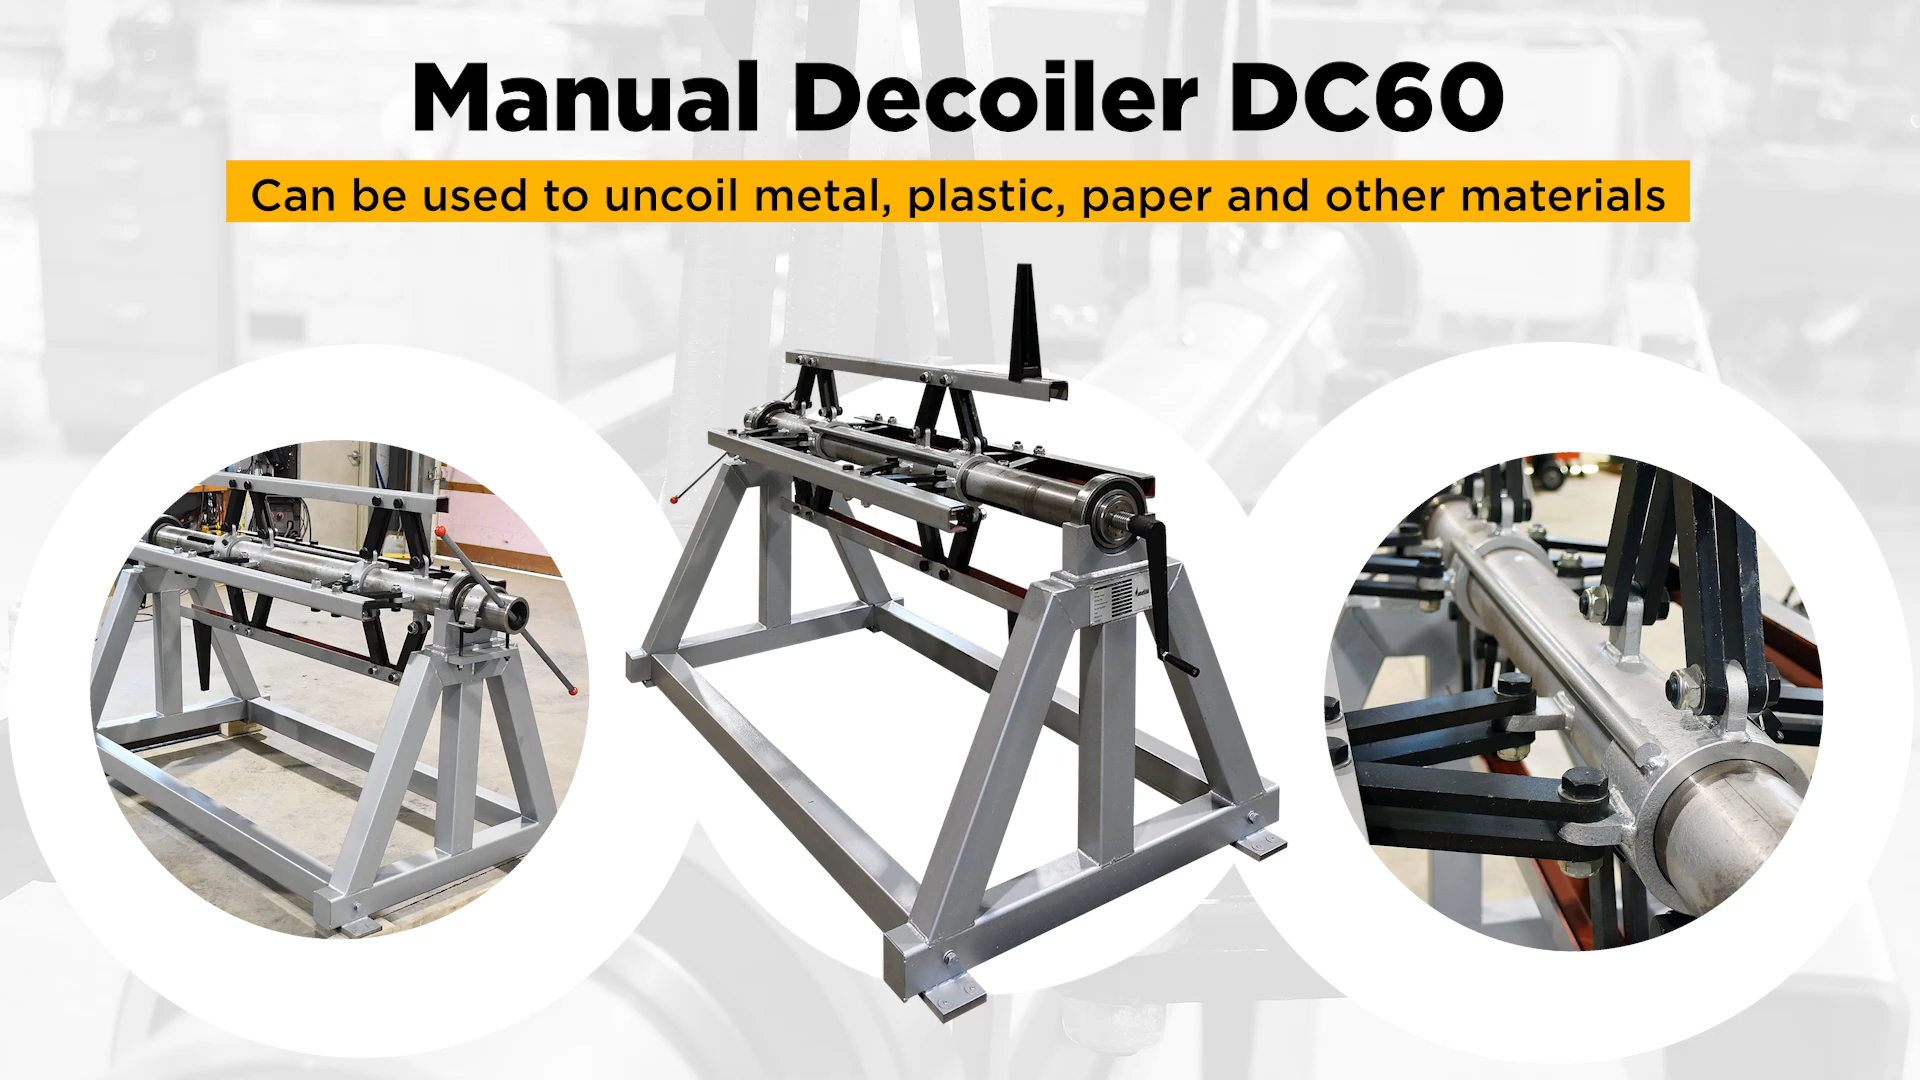 Manual Decoiler DC60
Can be used to uncoil metal, plastic, paper and other materials